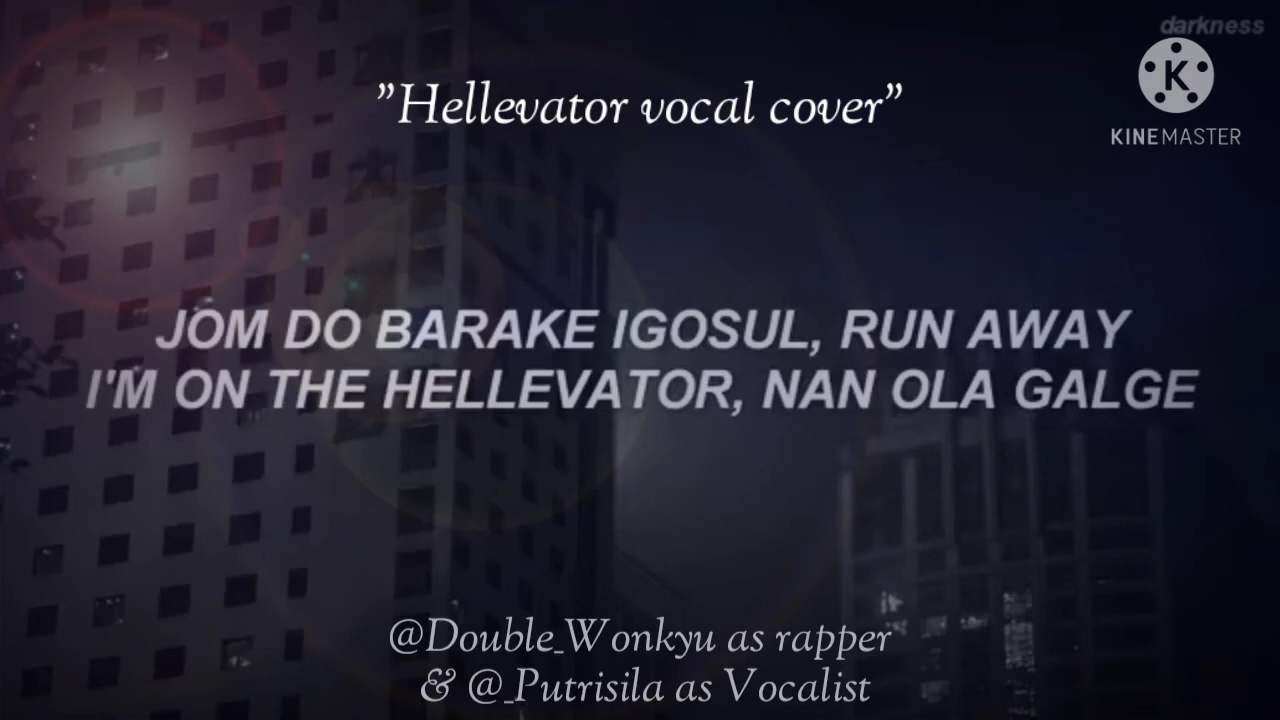 darkness
"Hellevator vocal cover"
K
KINEMASTER
JŎM DO BARAKE IGOSUL, RUN AWAY
I'M ON THE HELLEVATOR, NAN OLA GALGE
@Double_Wonkyu as rapper
& @_Putrisila as Vocalist